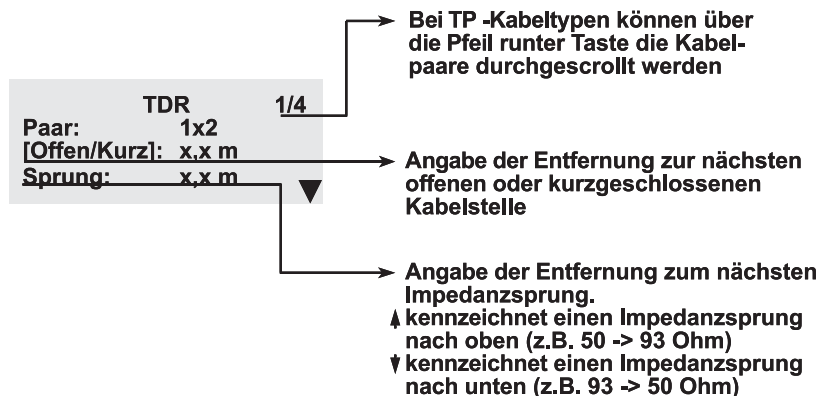 Bei TP -Kabeltypen können über
die Pfeil runter Taste die Kabel-
paare durchgescrollt werden
TDR 1/4
Paar: 1x2
[Offen/Kurz]: x,x m
Sprung: x,x m
Angabe der Entfernung zur nächsten
offenen oder kurzgeschlossenen
Kabelstelle
Angabe der Entfernung zum nächsten
Impedanzsprung.
kennzeichnet einen Impedanzsprung
nach oben (z.B. 50 -> 93 Ohm)
kennzeichnet einen Impedanzsprung
nach unten (z.B. 93 -> 50 Ohm)